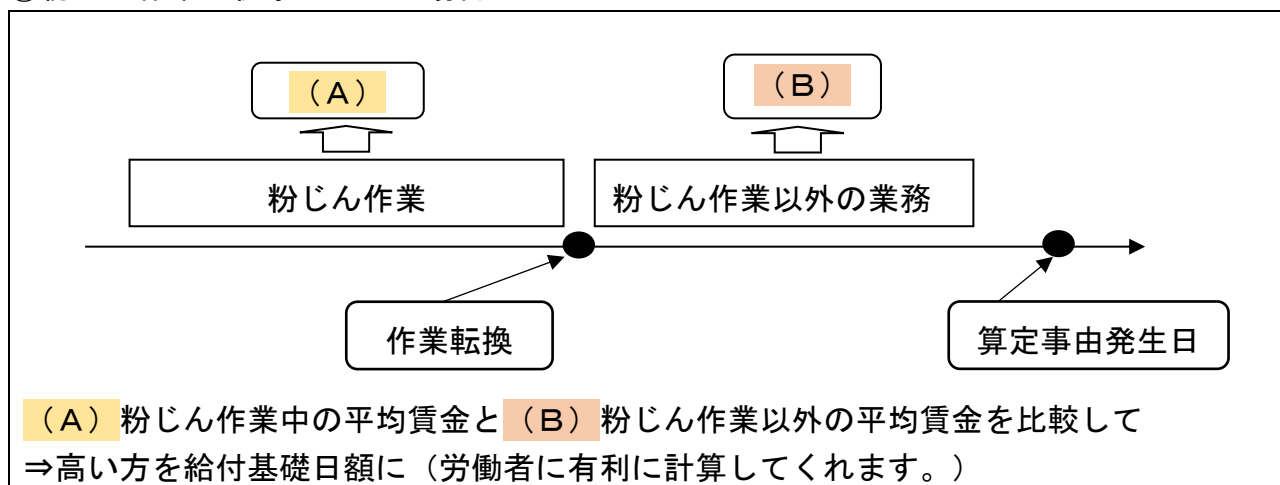 （Ａ）
（Ｂ）
粉じん作業
粉じん作業以外の業務
作業転換
算定事由発生日
（Ａ）粉じん作業中の平均賃金と（Ｂ）粉じん作業以外の平均賃金を比較して
⇒高い方を給付基礎日額に（労働者に有利に計算してくれます。）